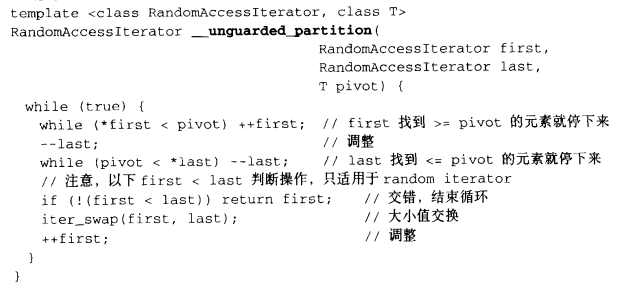 template <class RandomAccessIterator, class T>
RandomAccessIterator __unguarded_partition(
                                    RandomAccessIterator first,
                                    RandomAccessIterator last,
                                    T pivot) {
  while (true) {
    while (*first < pivot) ++first;  // first 找到 >= pivot 的元素就停下来
    --last;                          // 调整
    while (pivot < *last) --last;    // last 找到 <= pivot 的元素就停下来
    // 注意，以下 first < last 判断操作，只适用于 random iterator
    if (!(first < last)) return first;    // 交错，结束循环
    iter_swap(first, last);               // 大小值交换
    ++first;                              // 调整
  }
}